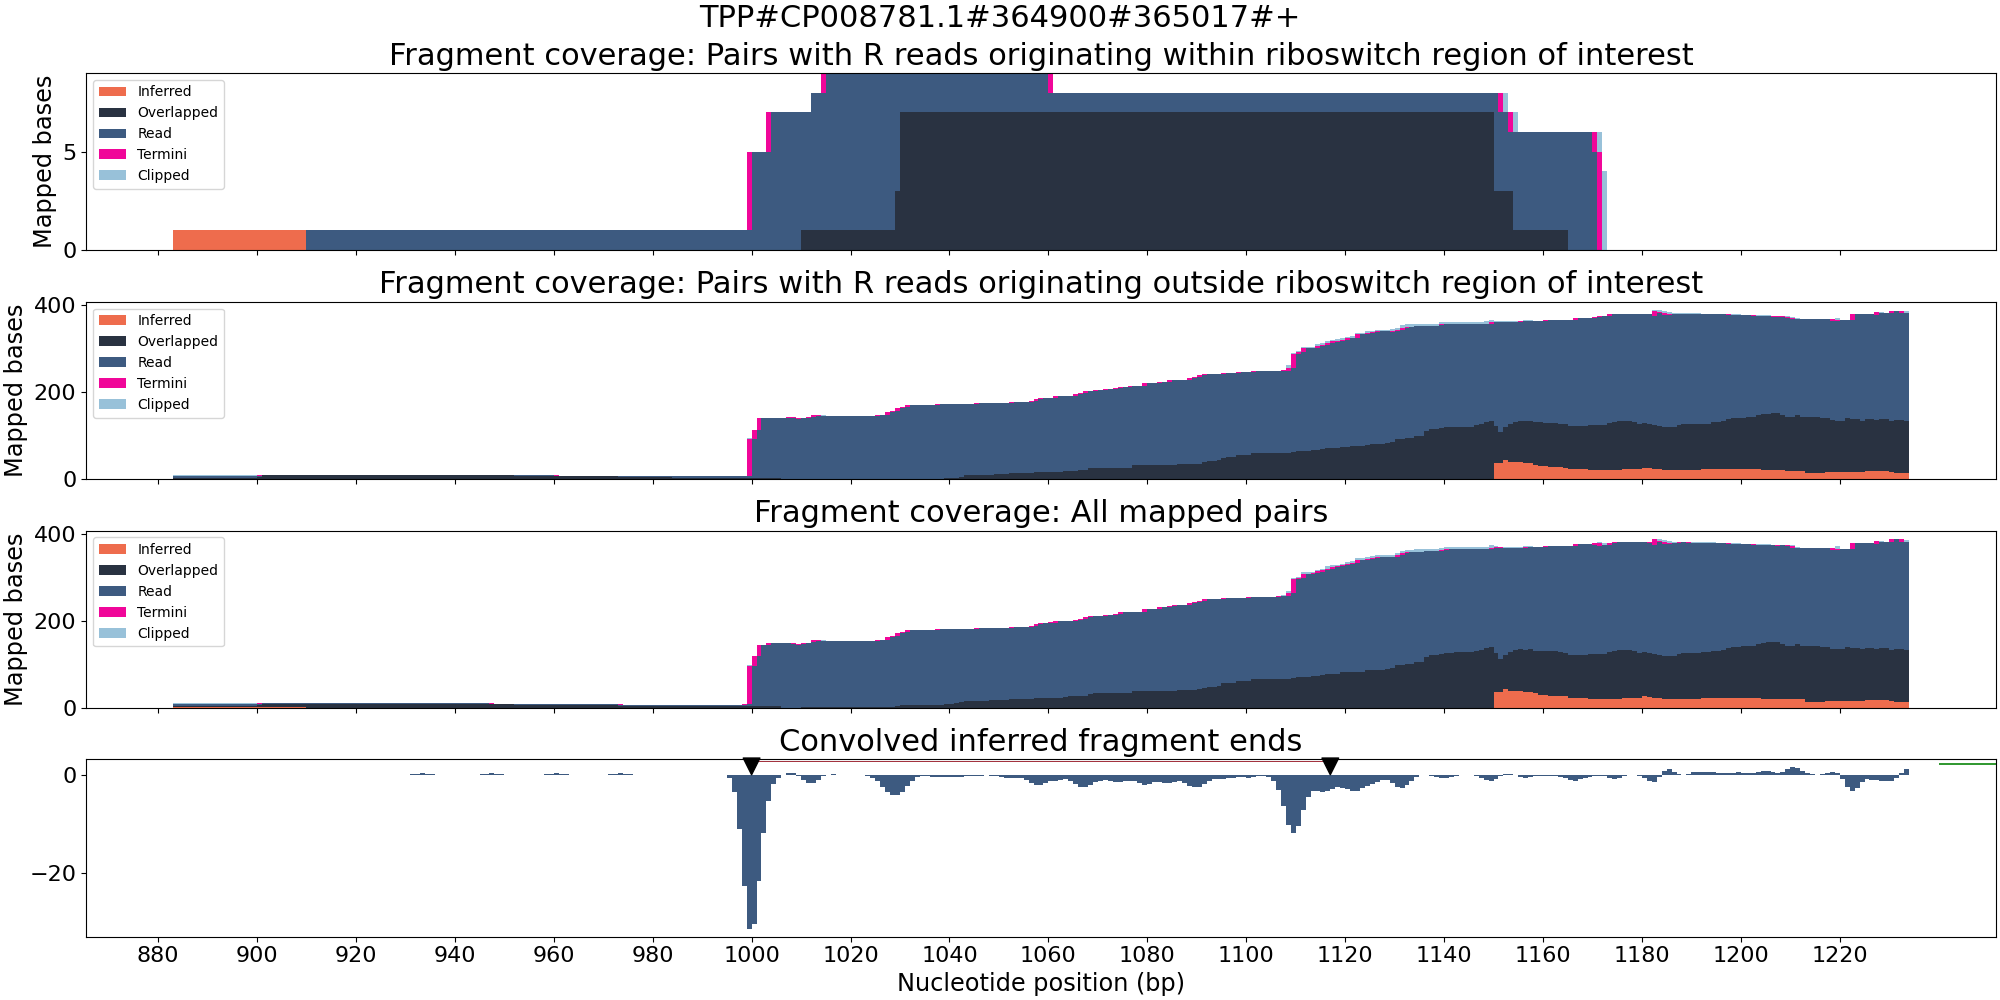 TPP#CP008781.1#364900#365017#+
Fragment coverage: Pairs with R reads originating within riboswitch region of interest
Mapped bases
5
0
Inferred
Overlapped
Read
Termini
Clipped
Fragment coverage: Pairs with R reads originating outside riboswitch region of interest
Mapped bases
400
200
0
Inferred
Overlapped
Read
Termini
Clipped
Fragment coverage: All mapped pairs
Mapped bases
400
200
0
Inferred
Overlapped
Read
Termini
Clipped
Convolved inferred fragment ends
0
−20
880 900 920 940 960 980 1000 1020 1040 1060 1080 1100 1120 1140 1160 1180 1200 1220
Nucleotide position (bp)